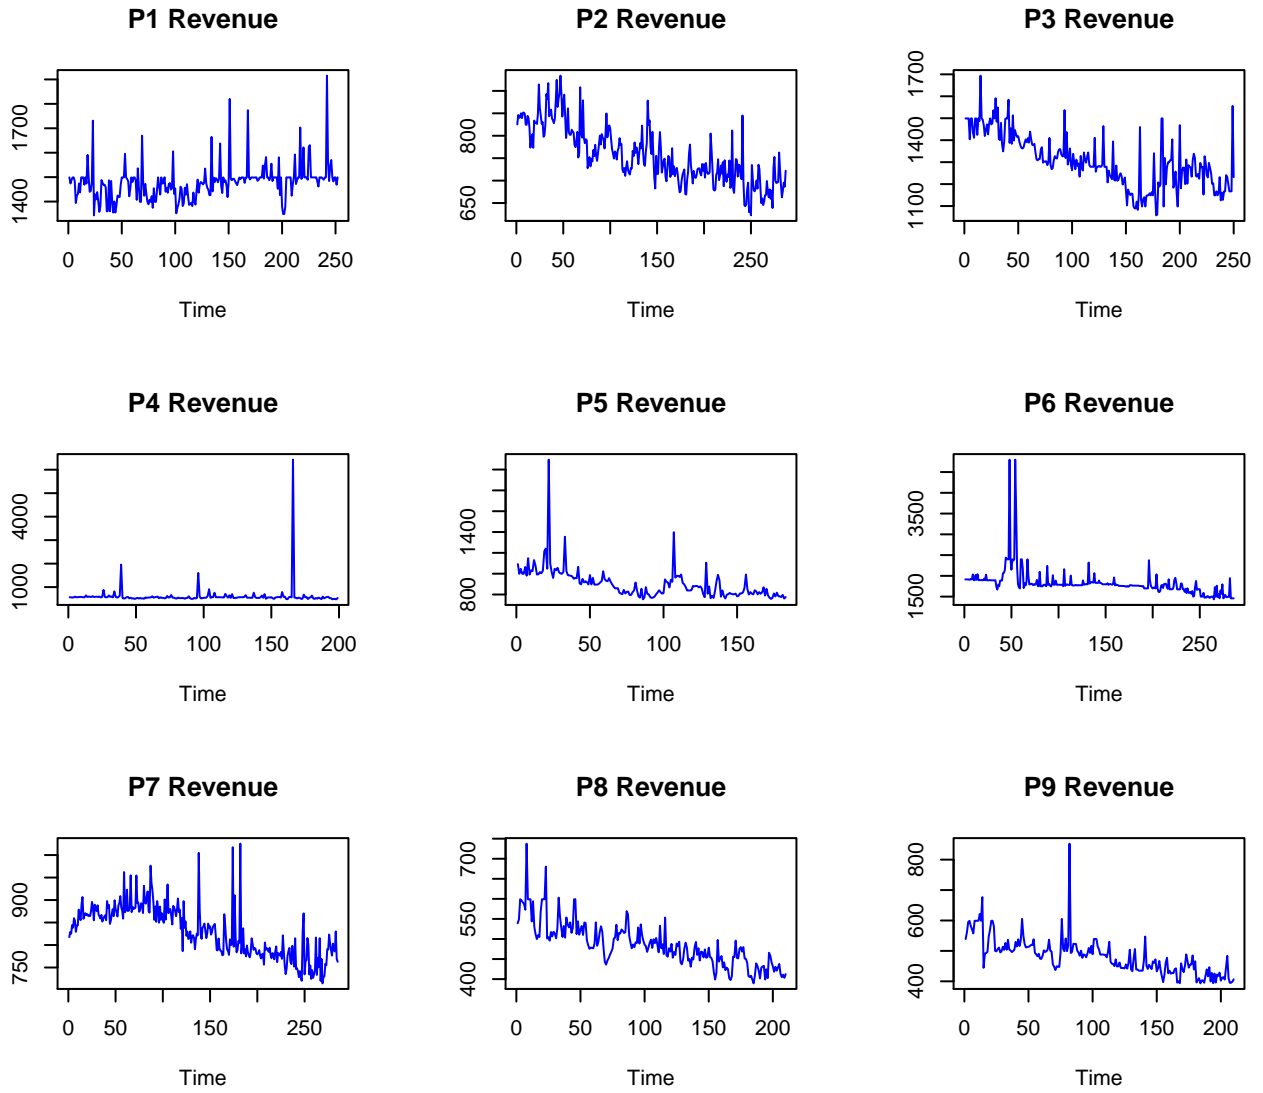 P1 Revenue
1400 1700
0 50 100 150 200 250
Time
P2 Revenue
650 800
0 50 150 250
Time
P3 Revenue
1100 1400 1700
0 50 100 150 200 250
Time
P4 Revenue
1000 4000
0 50 100 150 200
Time
P5 Revenue
800 1400
0 50 100 150
Time
P6 Revenue
1500 3500
0 50 150 250
Time
P7 Revenue
750 900
0 50 150 250
Time
P8 Revenue
400 550 700
0 50 100 150 200
Time
P9 Revenue
400 600 800
0 50 100 150 200
Time